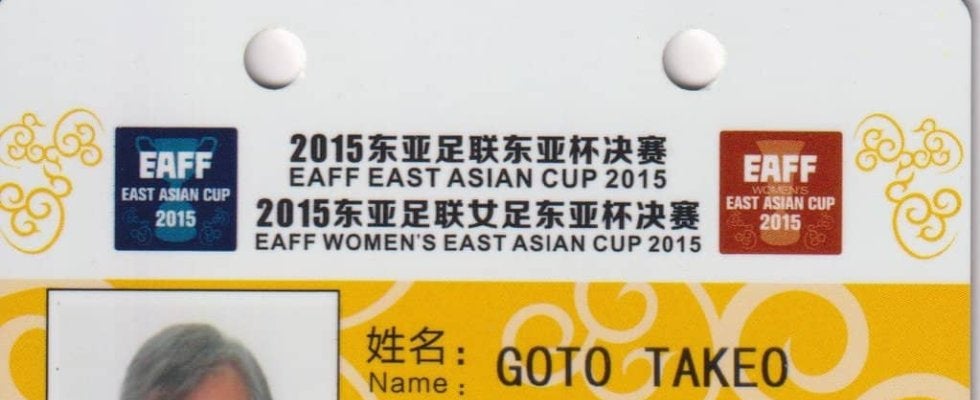 EAFF
EAST ASIAN CUP
2015
2015东亚足联东亚杯决赛
EAFF EAST ASIAN CUP 2015
2015东亚足联女足东亚杯决赛
EAFF WOMEN'S EAST ASIAN CUP 2015
EAFF
WOMEN'S
EAST ASIAN CUP
2015
姓名：
Name :
GOTO TAKEO